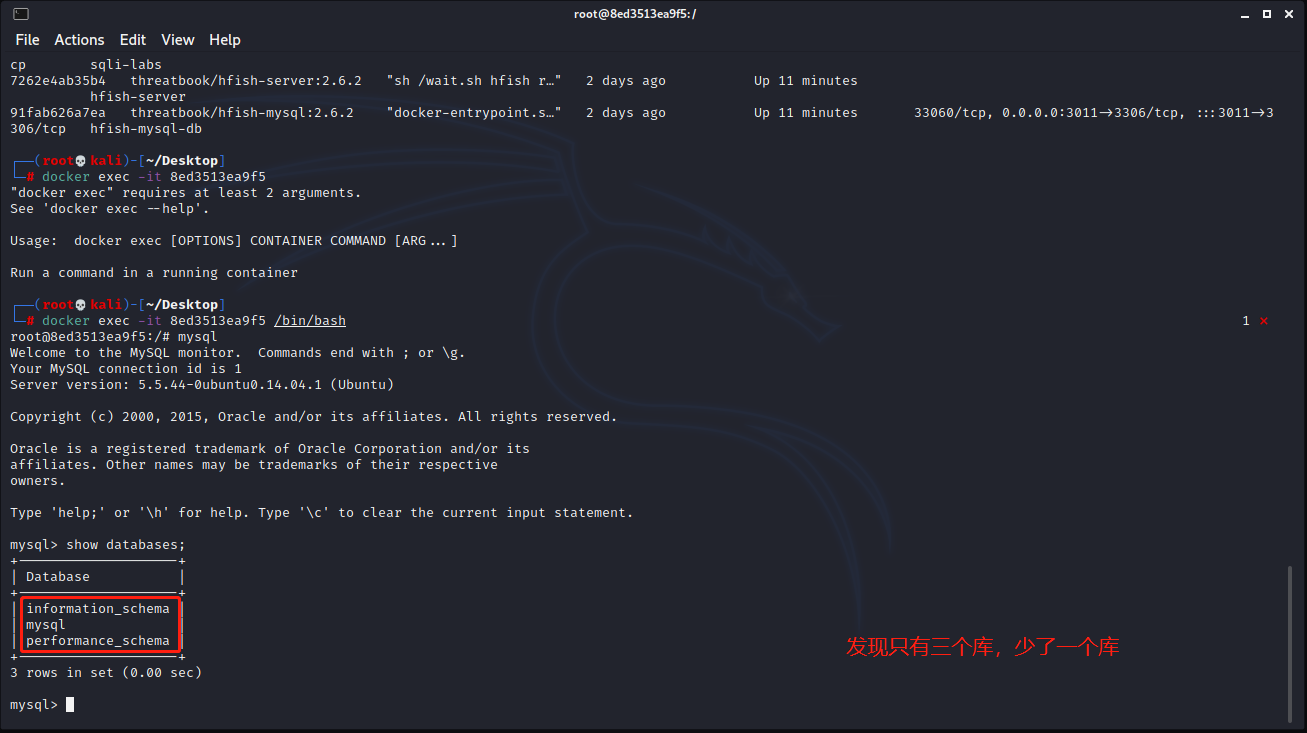 root@8ed3513ea9f5:/
File Actions Edit View Help
cp sqli-labs
7262e4ab35b4 threatbook/hfish-server:2.6.2 "sh /wait.sh hfish r…" 2 days ago Up 11 minutes
hfish-server
91fab626a7ea threatbook/hfish-mysql:2.6.2 "docker-entrypoint.s…" 2 days ago Up 11 minutes 33060/tcp, 0.0.0.0:3011→3306/tcp, :::3011→3
306/tcp hfish-mysql-db
┌──(root💀kali)-[~/Desktop]
└─# docker exec -it 8ed3513ea9f5
"docker exec" requires at least 2 arguments.
See 'docker exec --help'.
Usage: docker exec [OPTIONS] CONTAINER COMMAND [ARG...]
Run a command in a running container
┌──(root💀kali)-[~/Desktop]
└─# docker exec -it 8ed3513ea9f5 /bin/bash 1 ⨯
root@8ed3513ea9f5:/# mysql
Welcome to the MySQL monitor. Commands end with ; or \g.
Your MySQL connection id is 1
Server version: 5.5.44-0ubuntu0.14.04.1 (Ubuntu)
Copyright (c) 2000, 2015, Oracle and/or its affiliates. All rights reserved.
Oracle is a registered trademark of Oracle Corporation and/or its
affiliates. Other names may be trademarks of their respective
owners.
Type 'help;' or '\h' for help. Type '\c' to clear the current input statement.
mysql> show databases;
+--------------------+
| Database |
+--------------------+
| information_schema |
| mysql |
| performance_schema |
+--------------------+
发现只有三个库，少了一个库
3 rows in set (0.00 sec)
mysql>